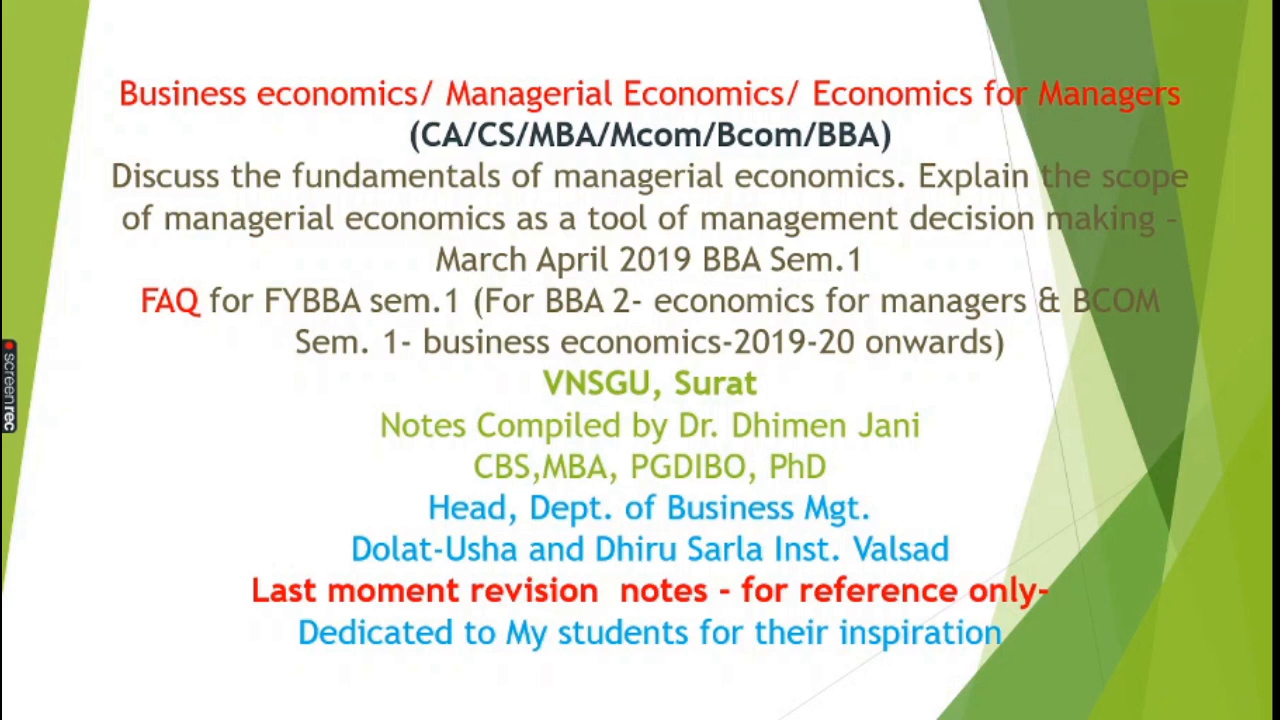 Business economics/ Managerial Economics/ Economics for Managers
(CA/CS/MBA/Mcom/Bcom/BBA)
Discuss the fundamentals of managerial economics. Explain the scope
of managerial economics as a tool of management decision making –
March April 2019 BBA Sem.1
FAQ for FYBBA sem.1 (For BBA 2- economics for managers & BCOM
Sem. 1- business economics-2019-20 onwards)
VNSGU, Surat
Notes Compiled by Dr. Dhimen Jani
CBS,MBA, PGDIBO, PhD
Head, Dept. of Business Mgt.
Dolat-Usha and Dhiru Sarla Inst. Valsad
Last moment revision  notes - for reference only-
Dedicated to My students for their inspiration
screenrec